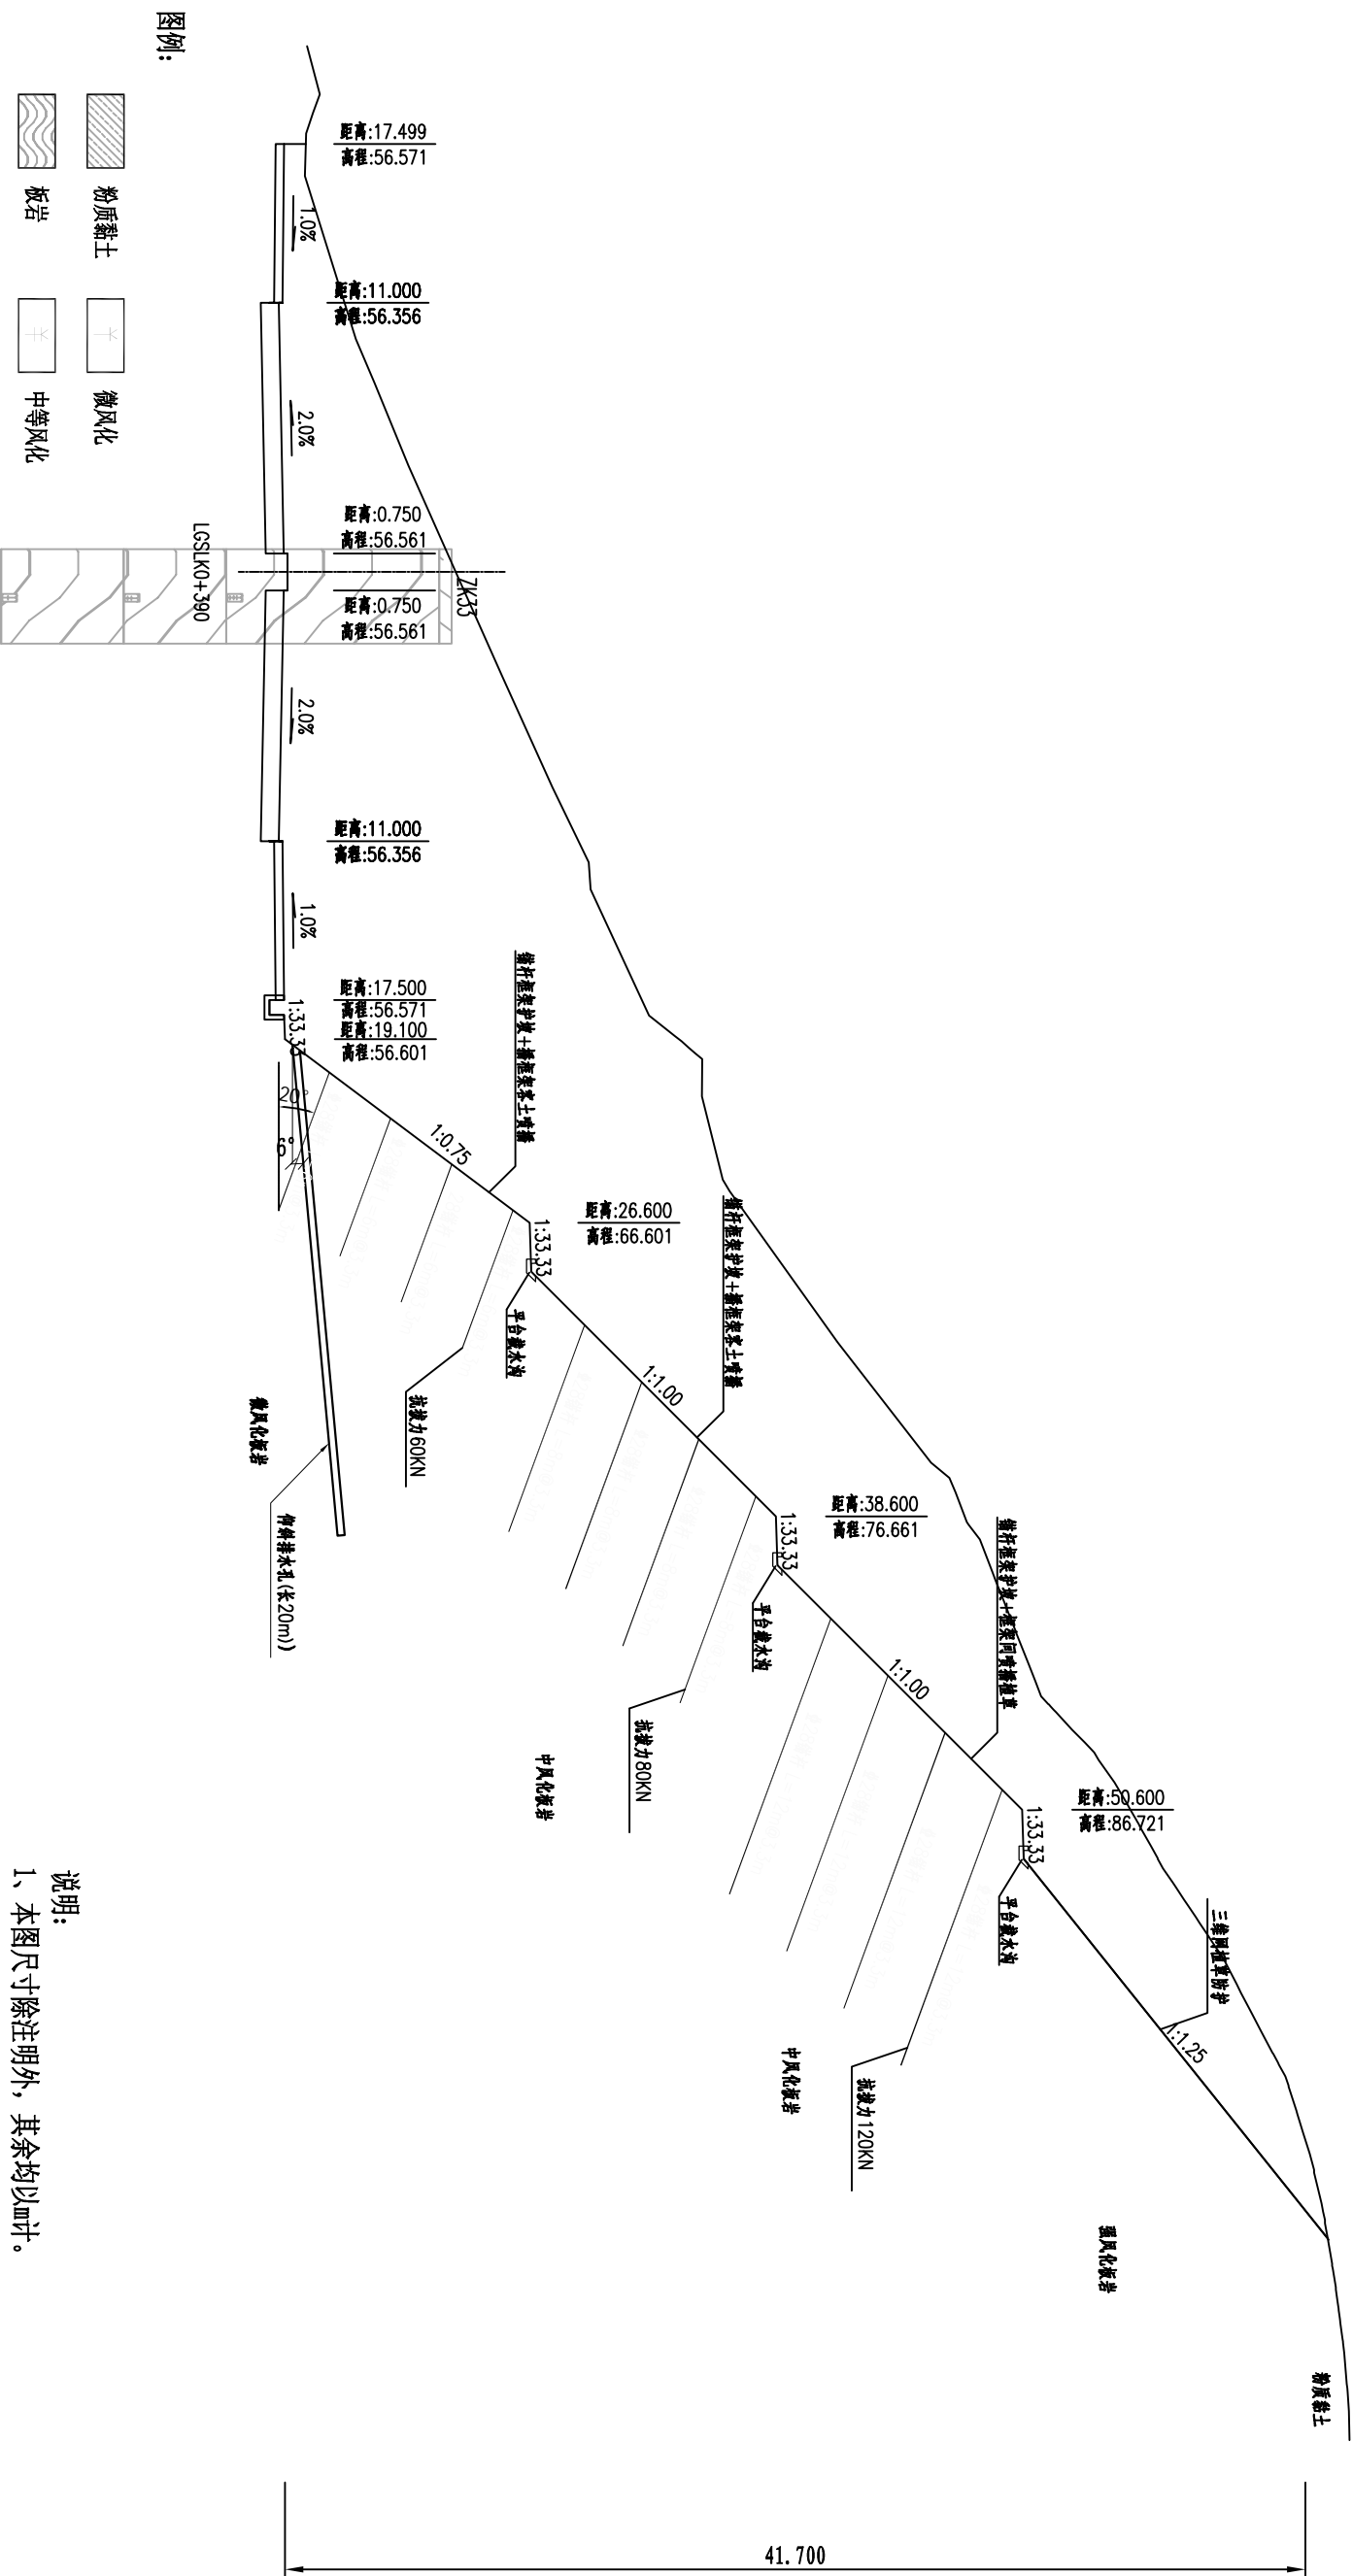 图例:
粉质黏土
板岩
微风化
中等风化
距离:17.499
高程:56.571
1.0%
距离:11.000
高程:56.356
2.0%
距离:0.750
高程:56.561
ZK33
LGSLK0+390
距离:0.750
高程:56.561
2.0%
距离:11.000
高程:56.356
1.0%
距离:17.500
高程:56.571
距离:19.100
高程:56.601
1:33.33
20°
6°
锚杆框架护坡+播框架客土喷播
1:0.75
距离:26.600
高程:66.601
1:33.33
平台截水沟
抗拔力60KN
微风化板岩
仰斜排水孔(长20m))
锚杆框架护坡+播框架客土喷播
1:1.00
距离:38.600
高程:76.661
1:33.33
平台截水沟
抗拔力80KN
中风化板岩
锚杆框架护坡+框架间喷播植草
1:1.00
距离:50.600
高程:86.721
1:33.33
平台截水沟
抗拔力120KN
中风化板岩
三维网植草防护
1:1.25
强风化板岩
粉质黏土
41.700
说明:
1、本图尺寸除注明外，其余均以m计。